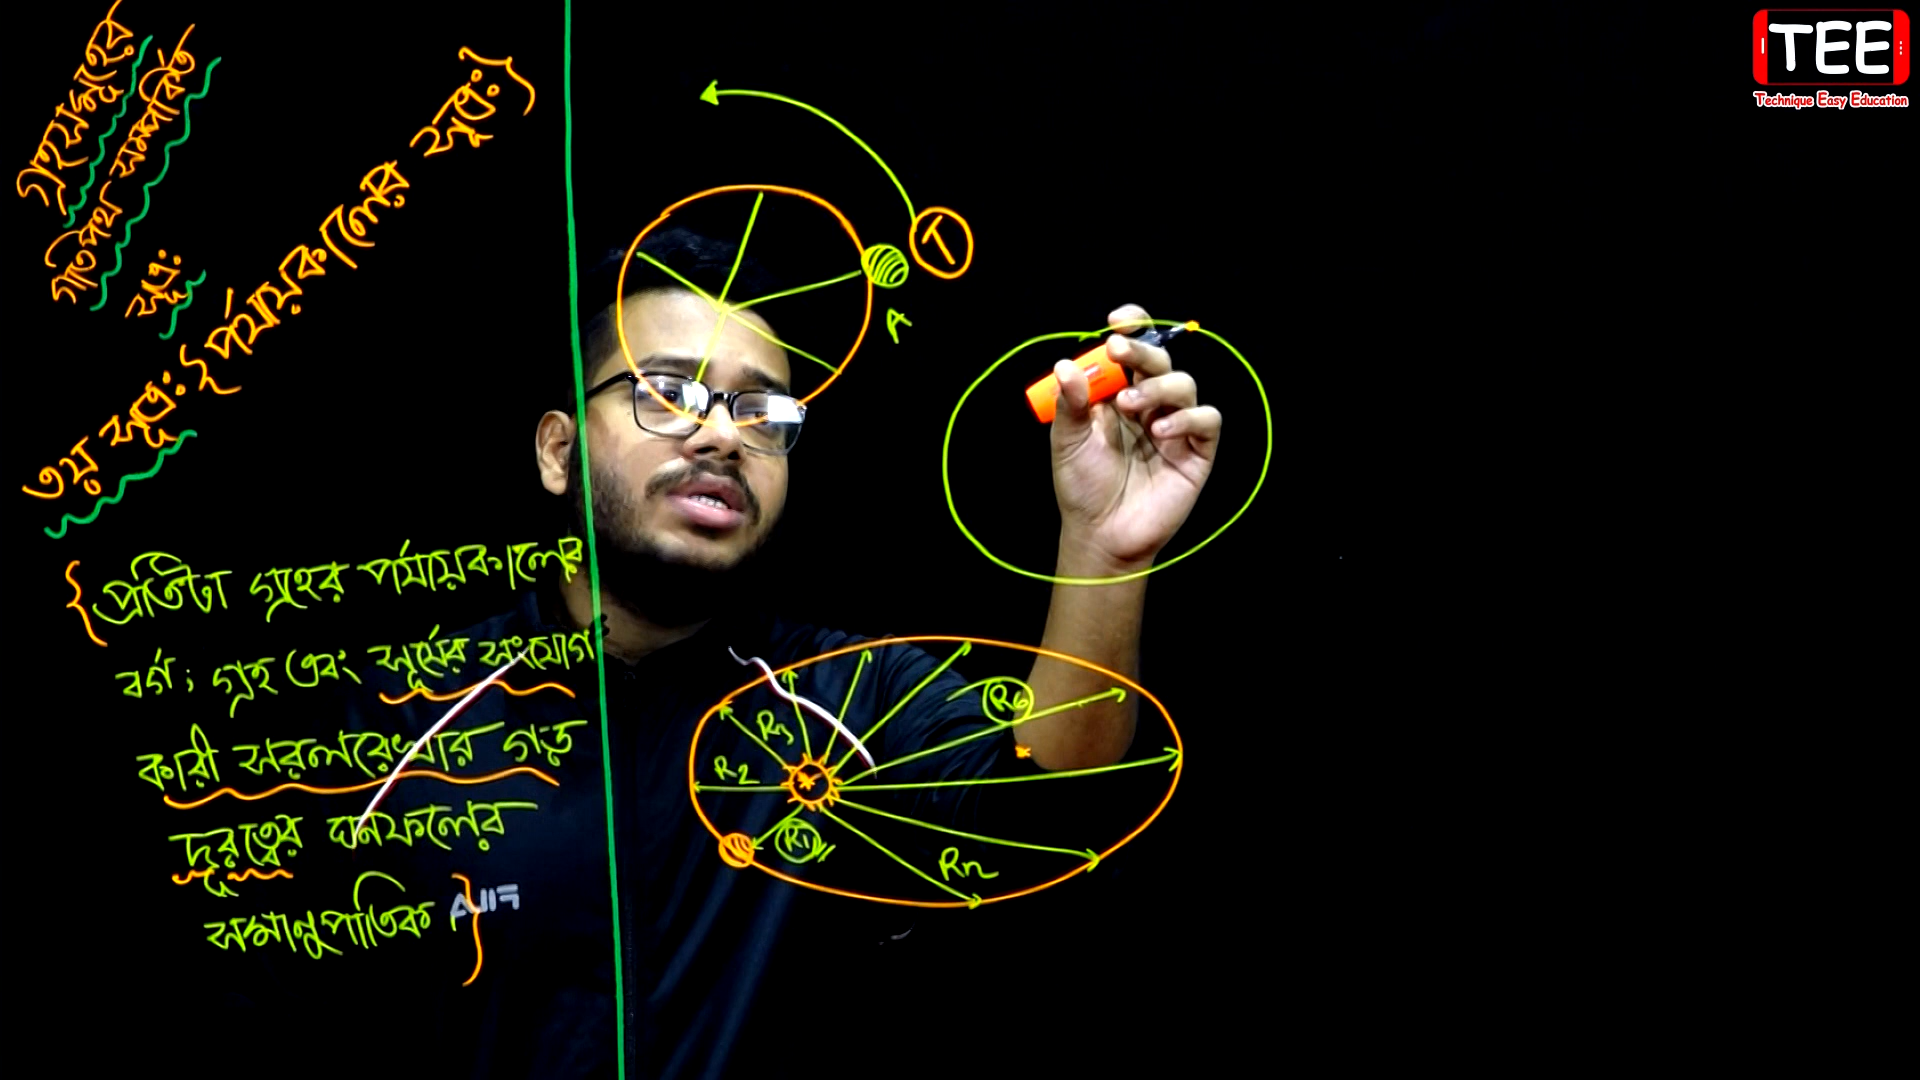 গ্রহসমূহের
গতিপথ সম্পর্কিত
সূত্র:
৩য় সূত্র: { পর্যায়কালের সূত্র: }
{ প্রতিটা গ্রহের পর্যায়কালের
বর্গ; গ্রহ এবং সূর্যের সংযোগ
কারী সরলরেখার গড়
দূরত্বের ঘনফলের
সমানুপাতিক }
T
A
R6
R3
R2
R1
Rn
TEE
Technique Easy Education